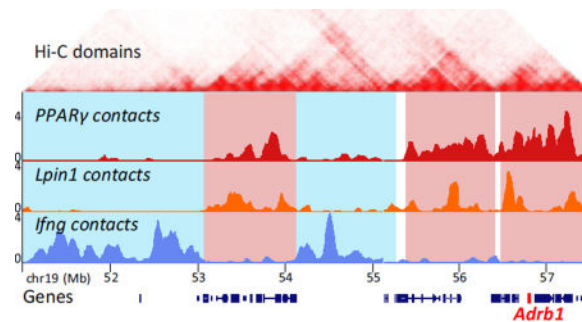 Hi-C domains
4
PPARγ contacts
0
4
Lpin1 contacts
0
4
Ifng contacts
0
chr19 (Mb) 52 53 54 55 56 57
Genes
Adrb1